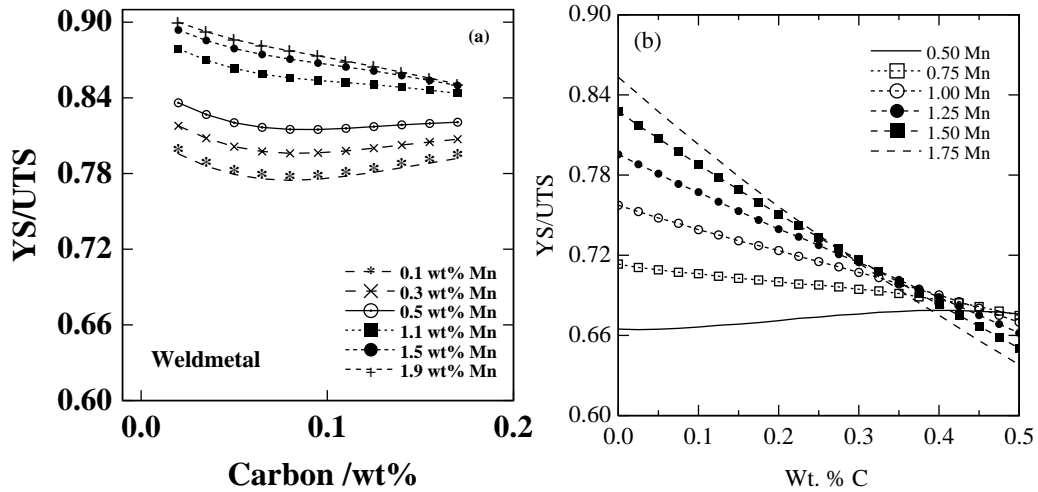 (a)
YS/UTS
0.90
0.84
0.78
0.72
0.66
0.60
0.1 wt% Mn
0.3 wt% Mn
0.5 wt% Mn
1.1 wt% Mn
1.5 wt% Mn
1.9 wt% Mn
Weldmetal
0.0 0.1 0.2
Carbon /wt%
(b)
YS/UTS
0.90
0.84
0.78
0.72
0.66
0.60
0.50 Mn
0.75 Mn
1.00 Mn
1.25 Mn
1.50 Mn
1.75 Mn
0.0 0.1 0.2 0.3 0.4 0.5
Wt. % C